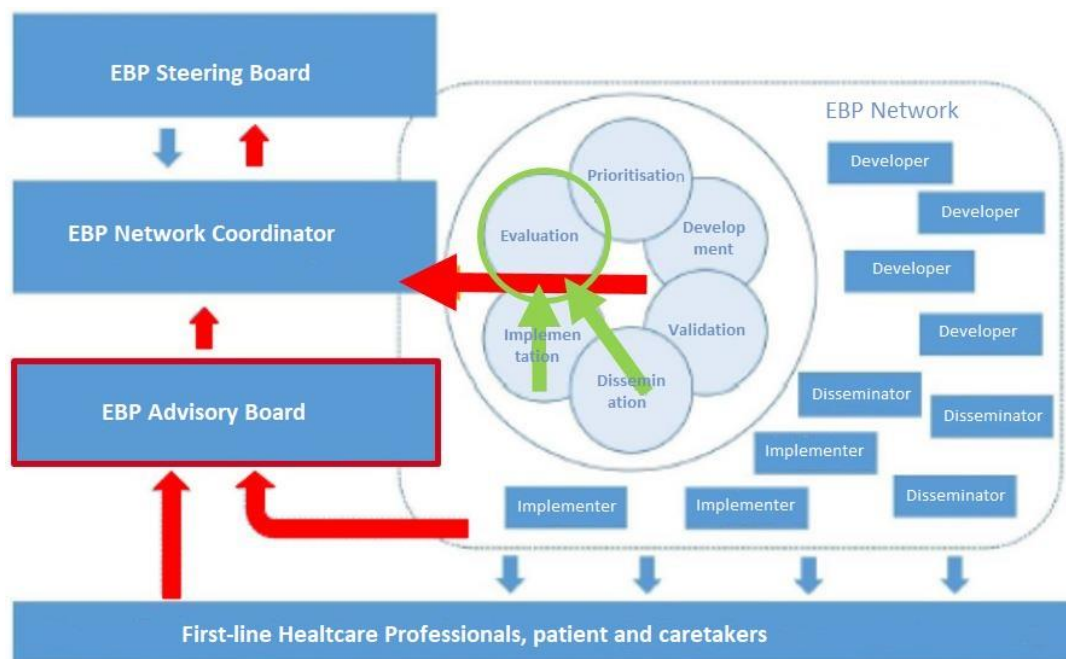 EBP Steering Board
EBP Network
Prioritisation
Developer
Developer
EBP Network Coordinator
Evaluation
Develop
ment
Developer
Implemen
tation
Validation
Developer
EBP Advisory Board
Dissemin
ation
Disseminator
Disseminator
Implementer
Implementer
Implementer
Disseminator
First-line Healtcare Professionals, patient and caretakers